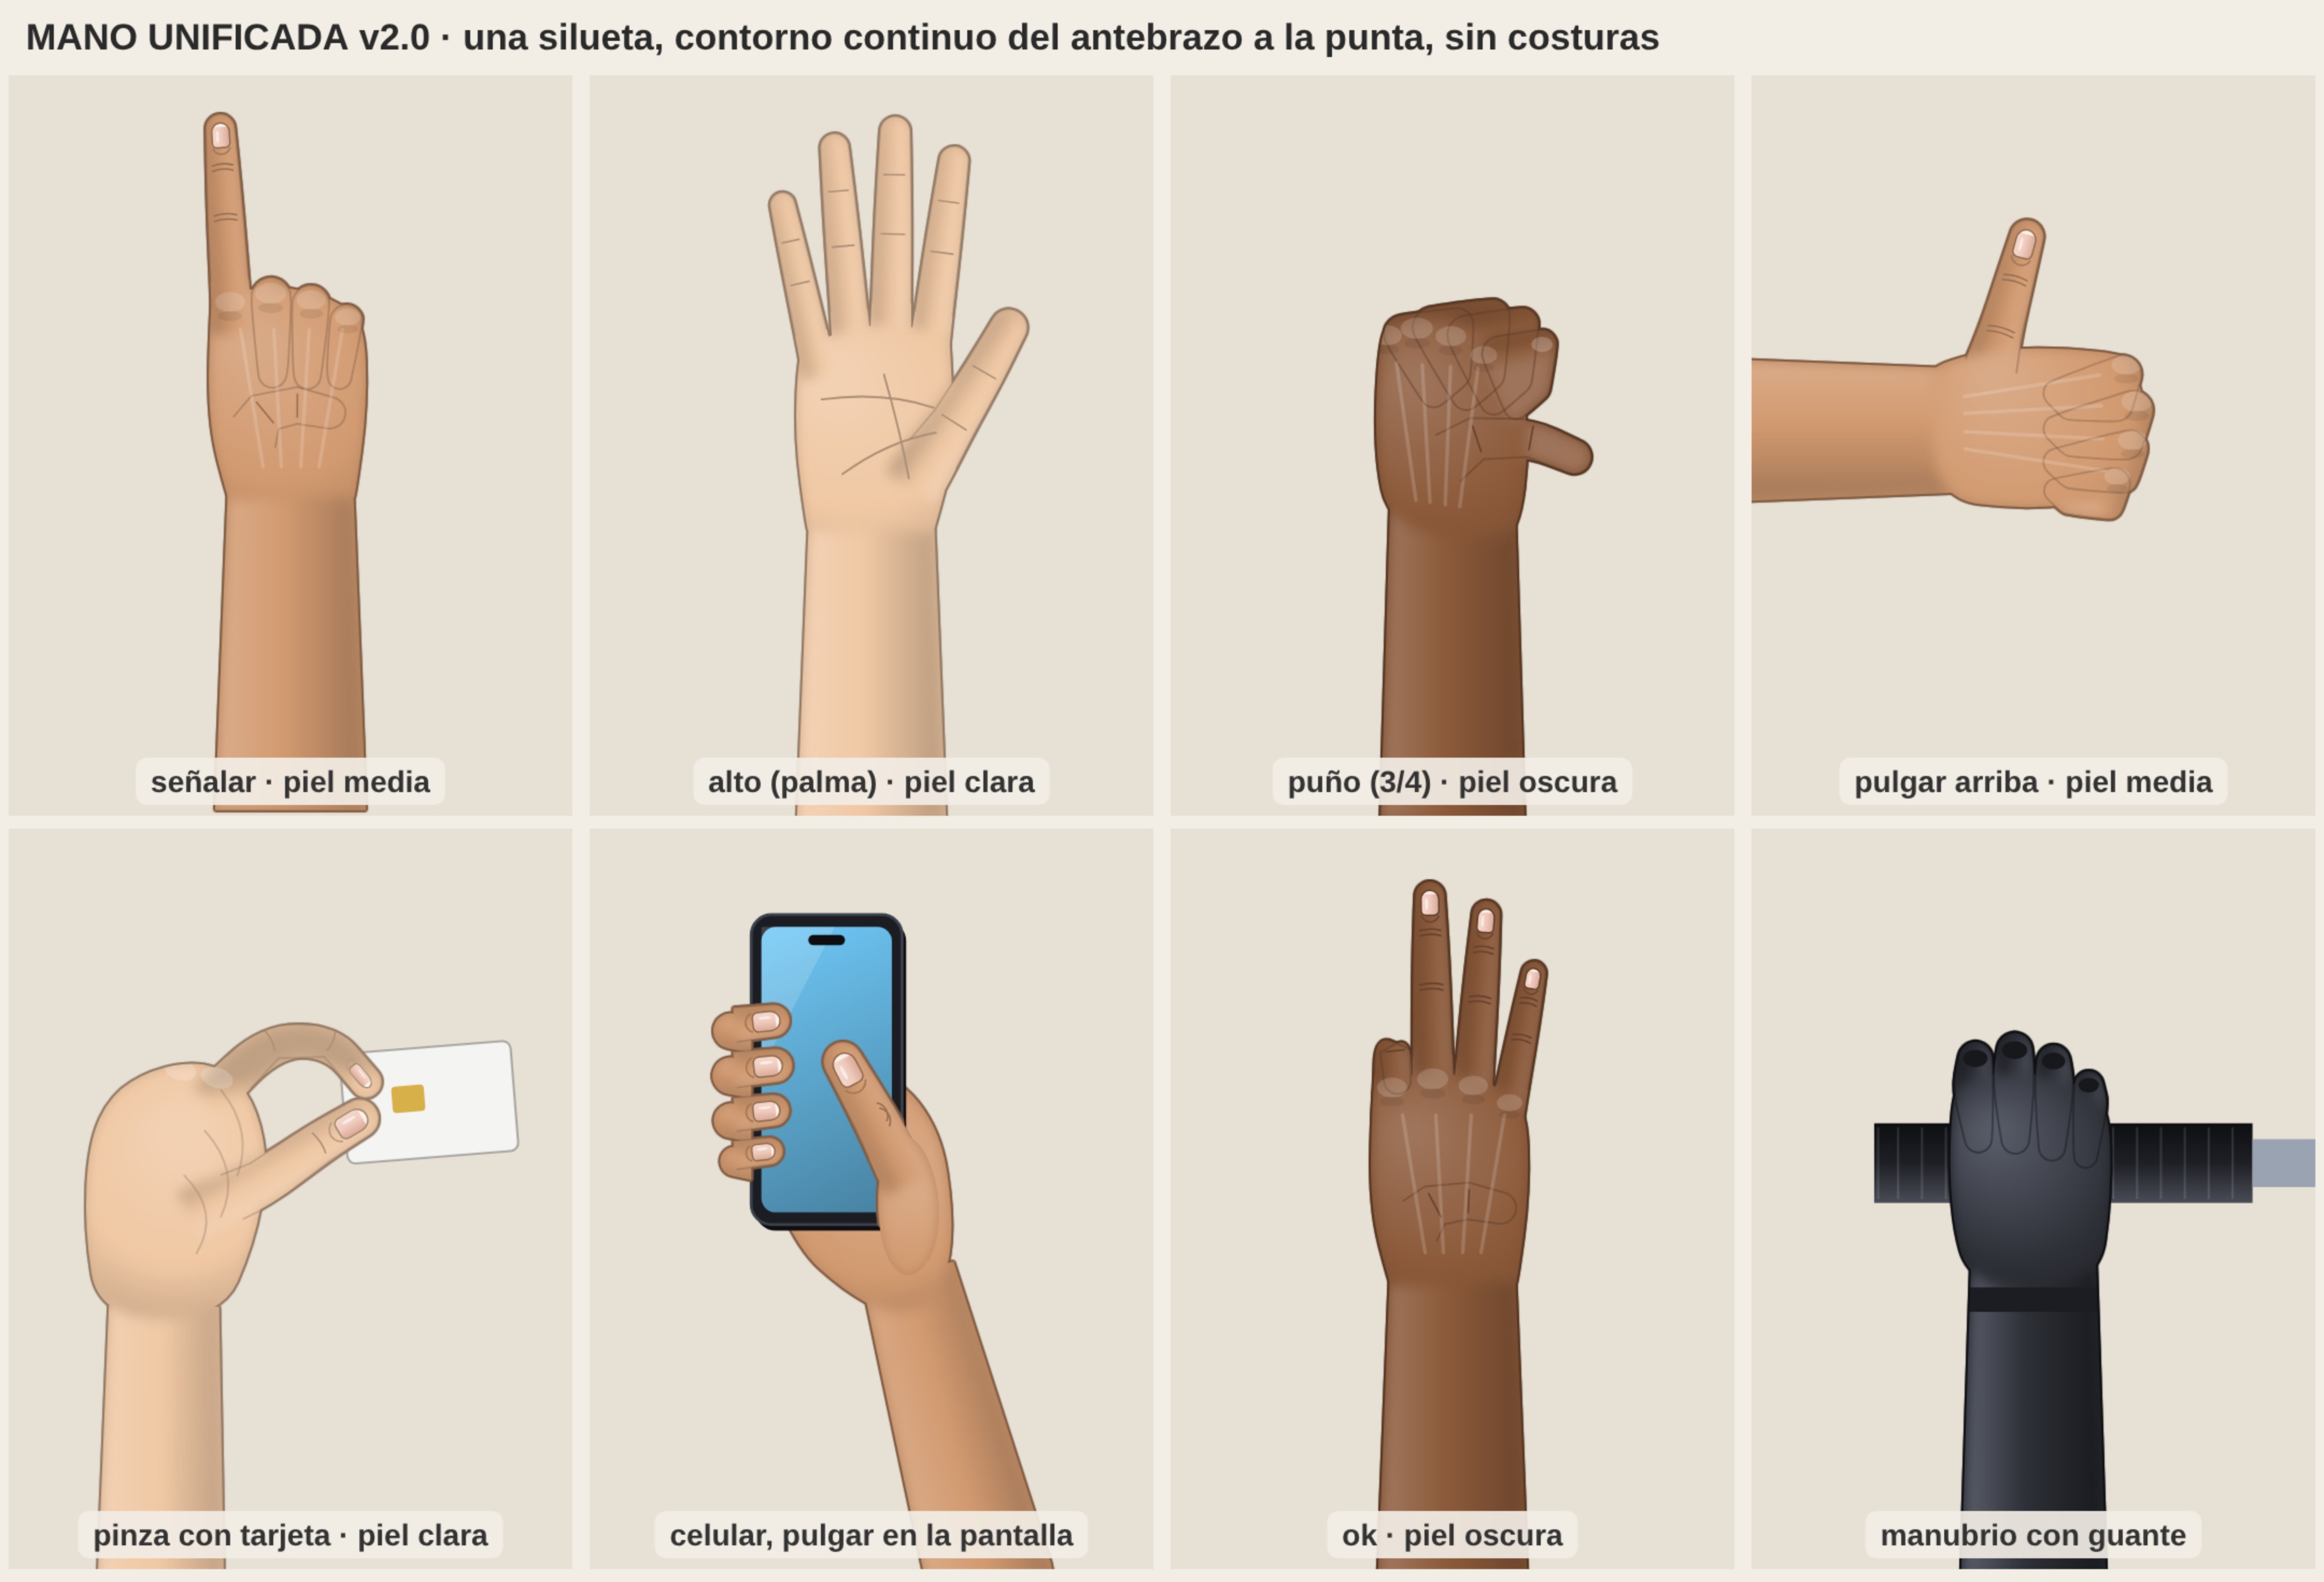 MANO UNIFICADA v2.0 · una silueta, contorno continuo del antebrazo a la punta, sin costuras
señalar · piel media
alto (palma) · piel clara
puño (3/4) · piel oscura
pulgar arriba · piel media
pinza con tarjeta · piel clara
celular, pulgar en la pantalla
ok · piel oscura
manubrio con guante